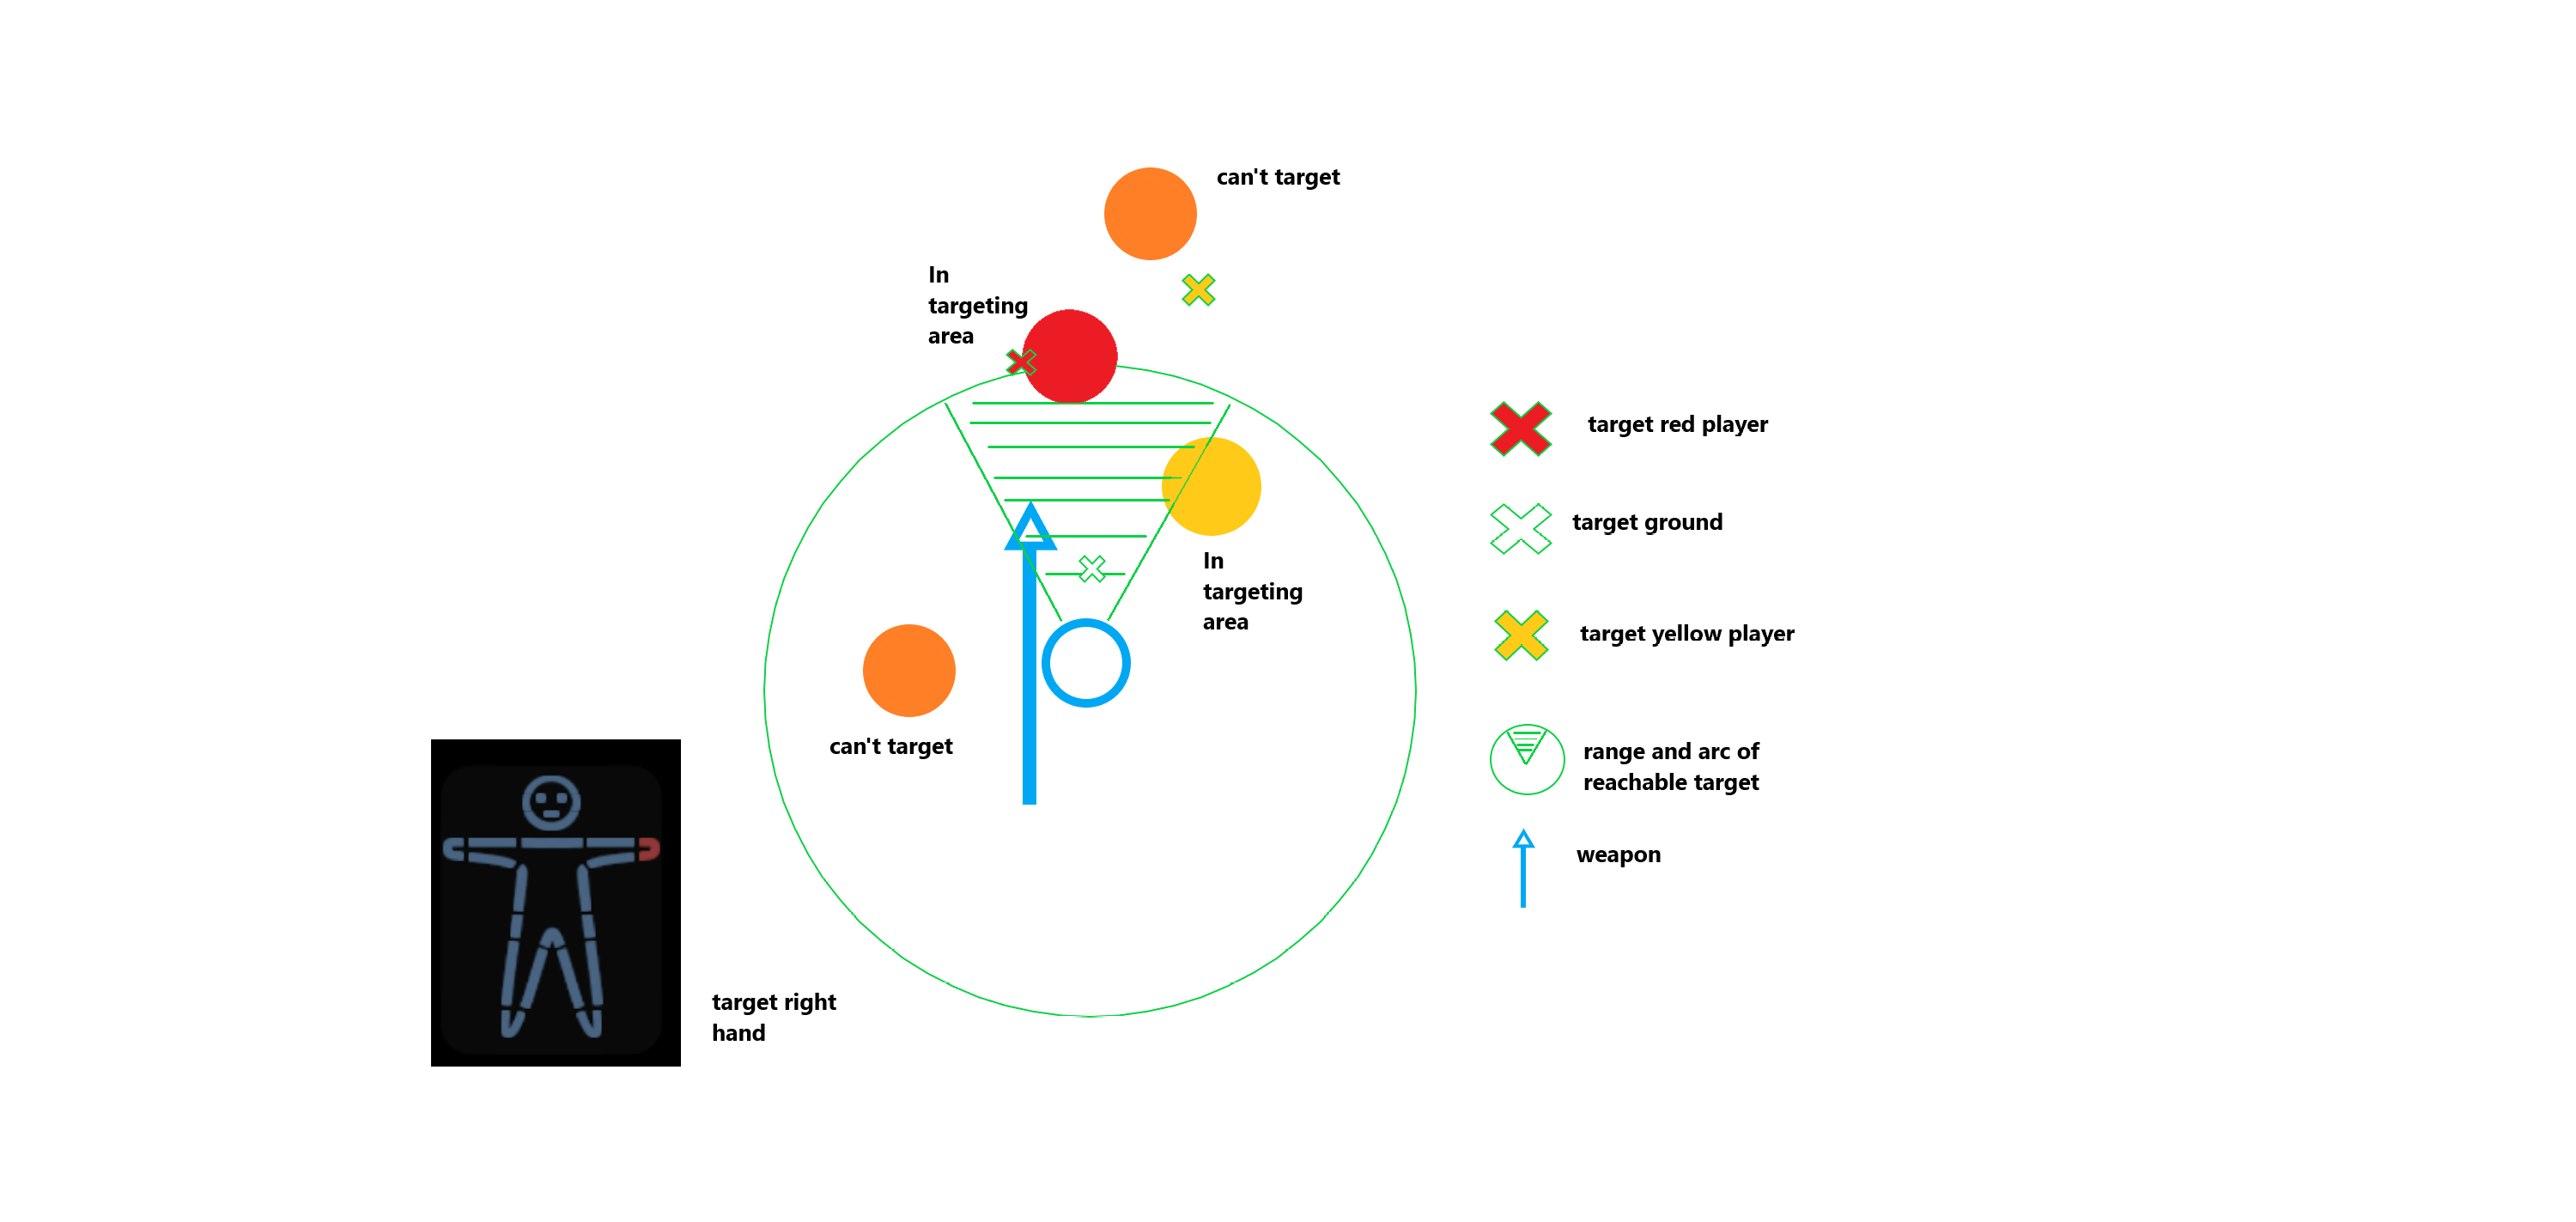 can't target
In
targeting
area
In
targeting
area
can't target
target right
hand
target red player
target ground
target yellow player
range and arc of
reachable target
weapon